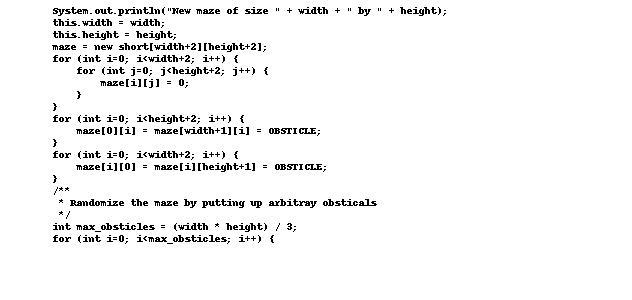 System.out.println("New maze of size " + width + " by " + height);
this.width = width;
this.height = height;
maze = new short[width+2][height+2];
for (int i=0; i<width+2; i++) {
for (int j=0; j<height+2; j++) {
maze[i][j] = 0;
}
}
for (int i=0; i<height+2; i++) {
maze[0][i] = maze[width+1][i] = OBSTICLE;
}
for (int i=0; i<width+2; i++) {
maze[i][0] = maze[i][height+1] = OBSTICLE;
}
/**
* Randomize the maze by putting up arbitray obsticals
*/
int max_obsticles = (width * height) / 3;
for (int i=0; i<max_obsticles; i++) {